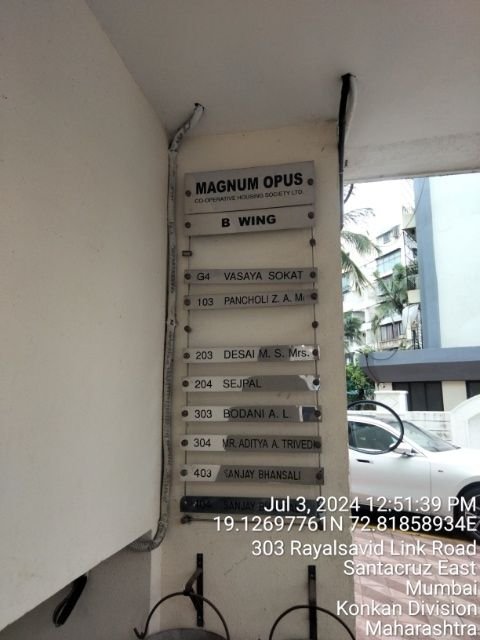 MAGNUM OPUS
CO-OPERATIVE HOUSING SOCIETY LTD.
B WING
G4 VASAYA SOKAT
103 PANCHOLI Z. A. M
203 DESAI M. S. Mrs.
204 SEJPAL
303 BODANI A. L.
304 MR. ADITYA A. TRIVEDI
403 SANJAY BHANSALI
404 SANJAY
Jul 3, 2024 12:51:39 PM
19.12697761N 72.81858934E
303 Rayalsavid Link Road
Santacruz East
Mumbai
Konkan Division
Maharashtra